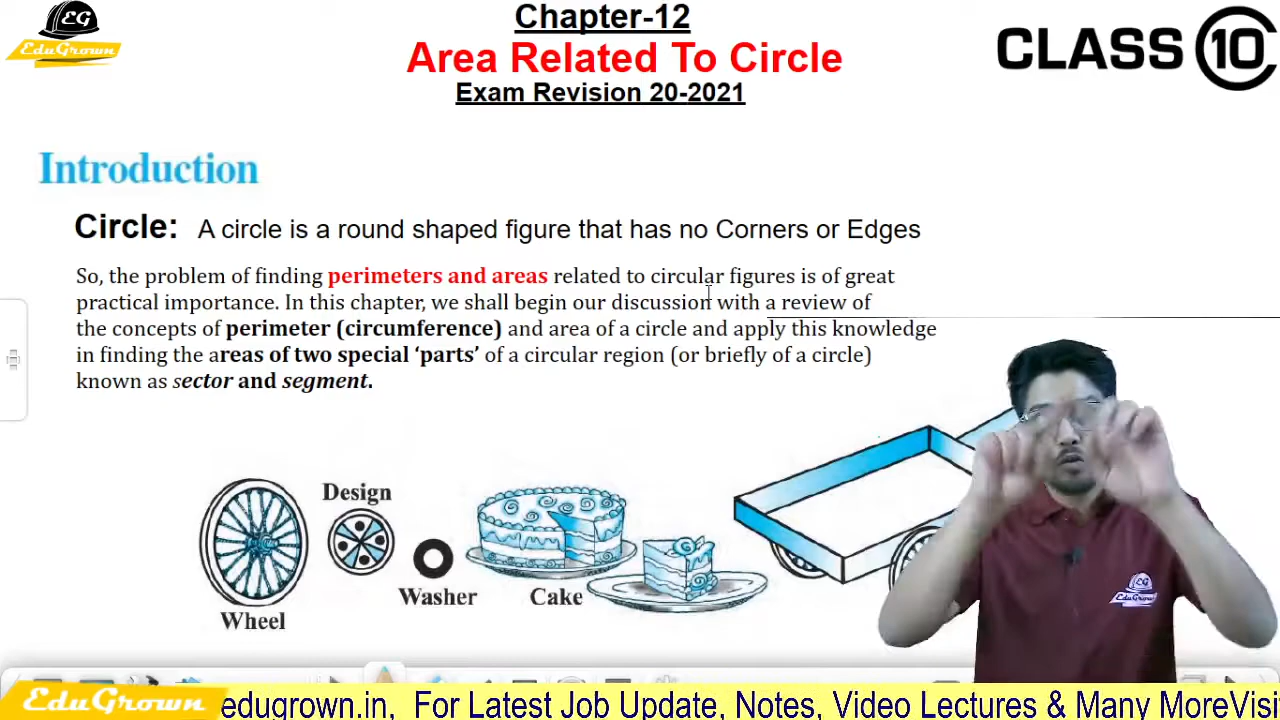 EG
EduGrown
Chapter-12
Area Related To Circle
Exam Revision 20-2021
CLASS 10
Introduction
Circle: A circle is a round shaped figure that has no Corners or Edges
So, the problem of finding perimeters and areas related to circular figures is of great
practical importance. In this chapter, we shall begin our discussion with a review of
the concepts of perimeter (circumference) and area of a circle and apply this knowledge
in finding the areas of two special ‘parts’ of a circular region (or briefly of a circle)
known as sector and segment.
Design
Washer
Cake
Wheel
EG
EduGrown
EduGrown
edugrown.in, For Latest Job Update, Notes, Video Lectures & Many MoreVisi